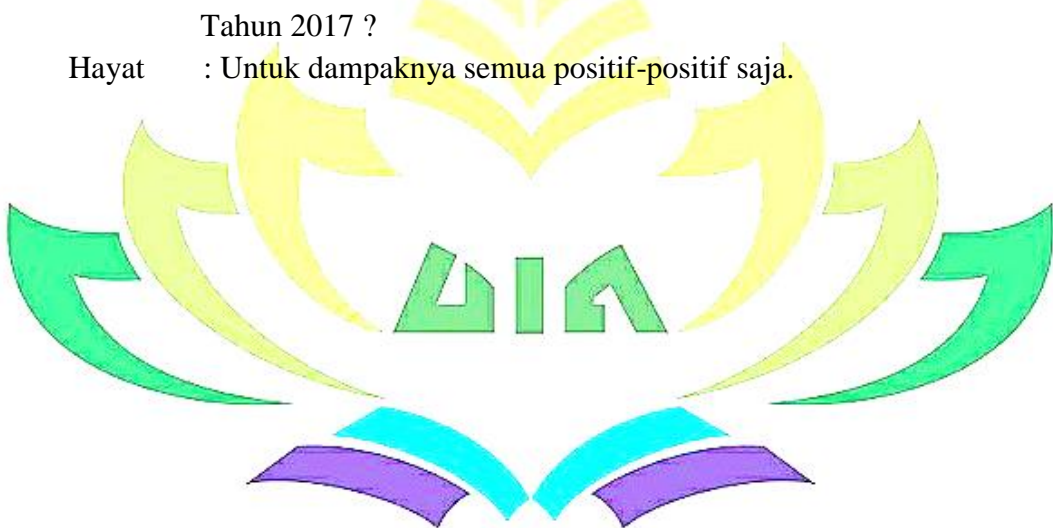 Tahun 2017 ?
Hayat : Untuk dampaknya semua positif-positif saja.
UIN